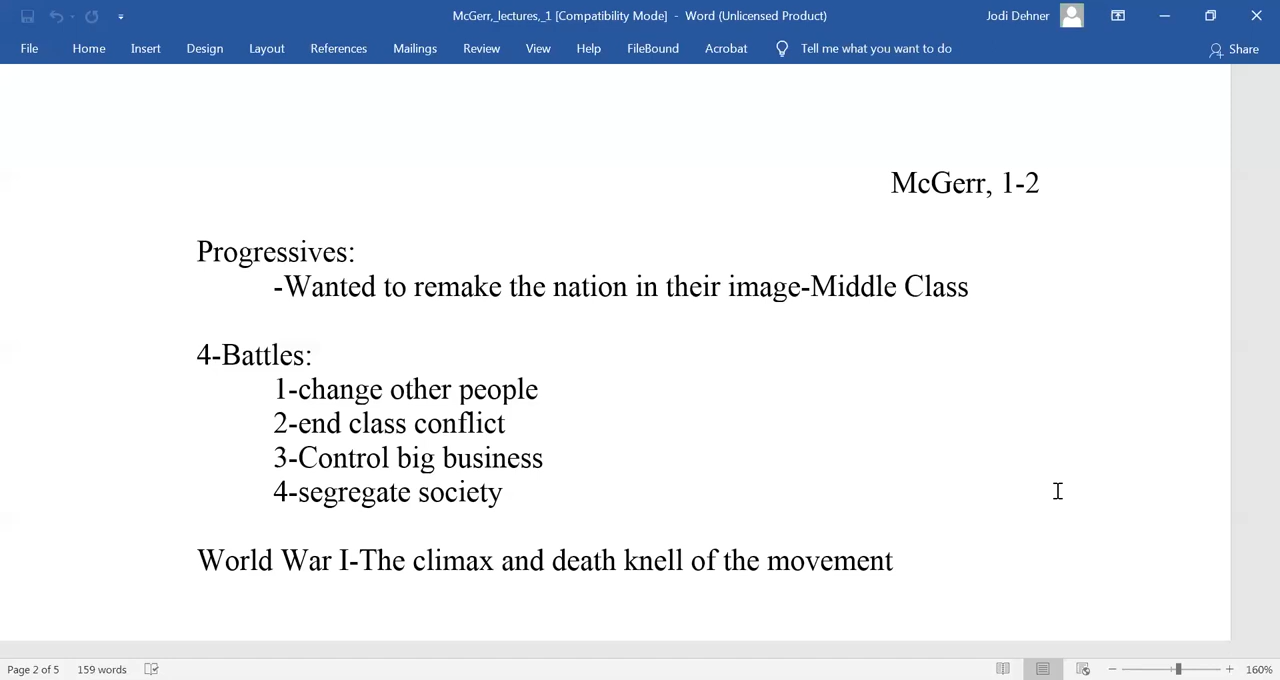 McGerr,_lectures,_1 [Compatibility Mode] - Word (Unlicensed Product)
Jodi Dehner
File Home Insert Design Layout References Mailings Review View Help FileBound Acrobat Tell me what you want to do Share
McGerr, 1-2
Progressives:
-Wanted to remake the nation in their image-Middle Class
4-Battles:
1-change other people
2-end class conflict
3-Control big business
4-segregate society
World War I-The climax and death knell of the movement
Page 2 of 5 159 words 160%